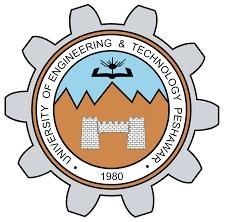 · UNIVERSITY OF ENGINEERING & TECHNOLOGY PESHAWAR ·
1980